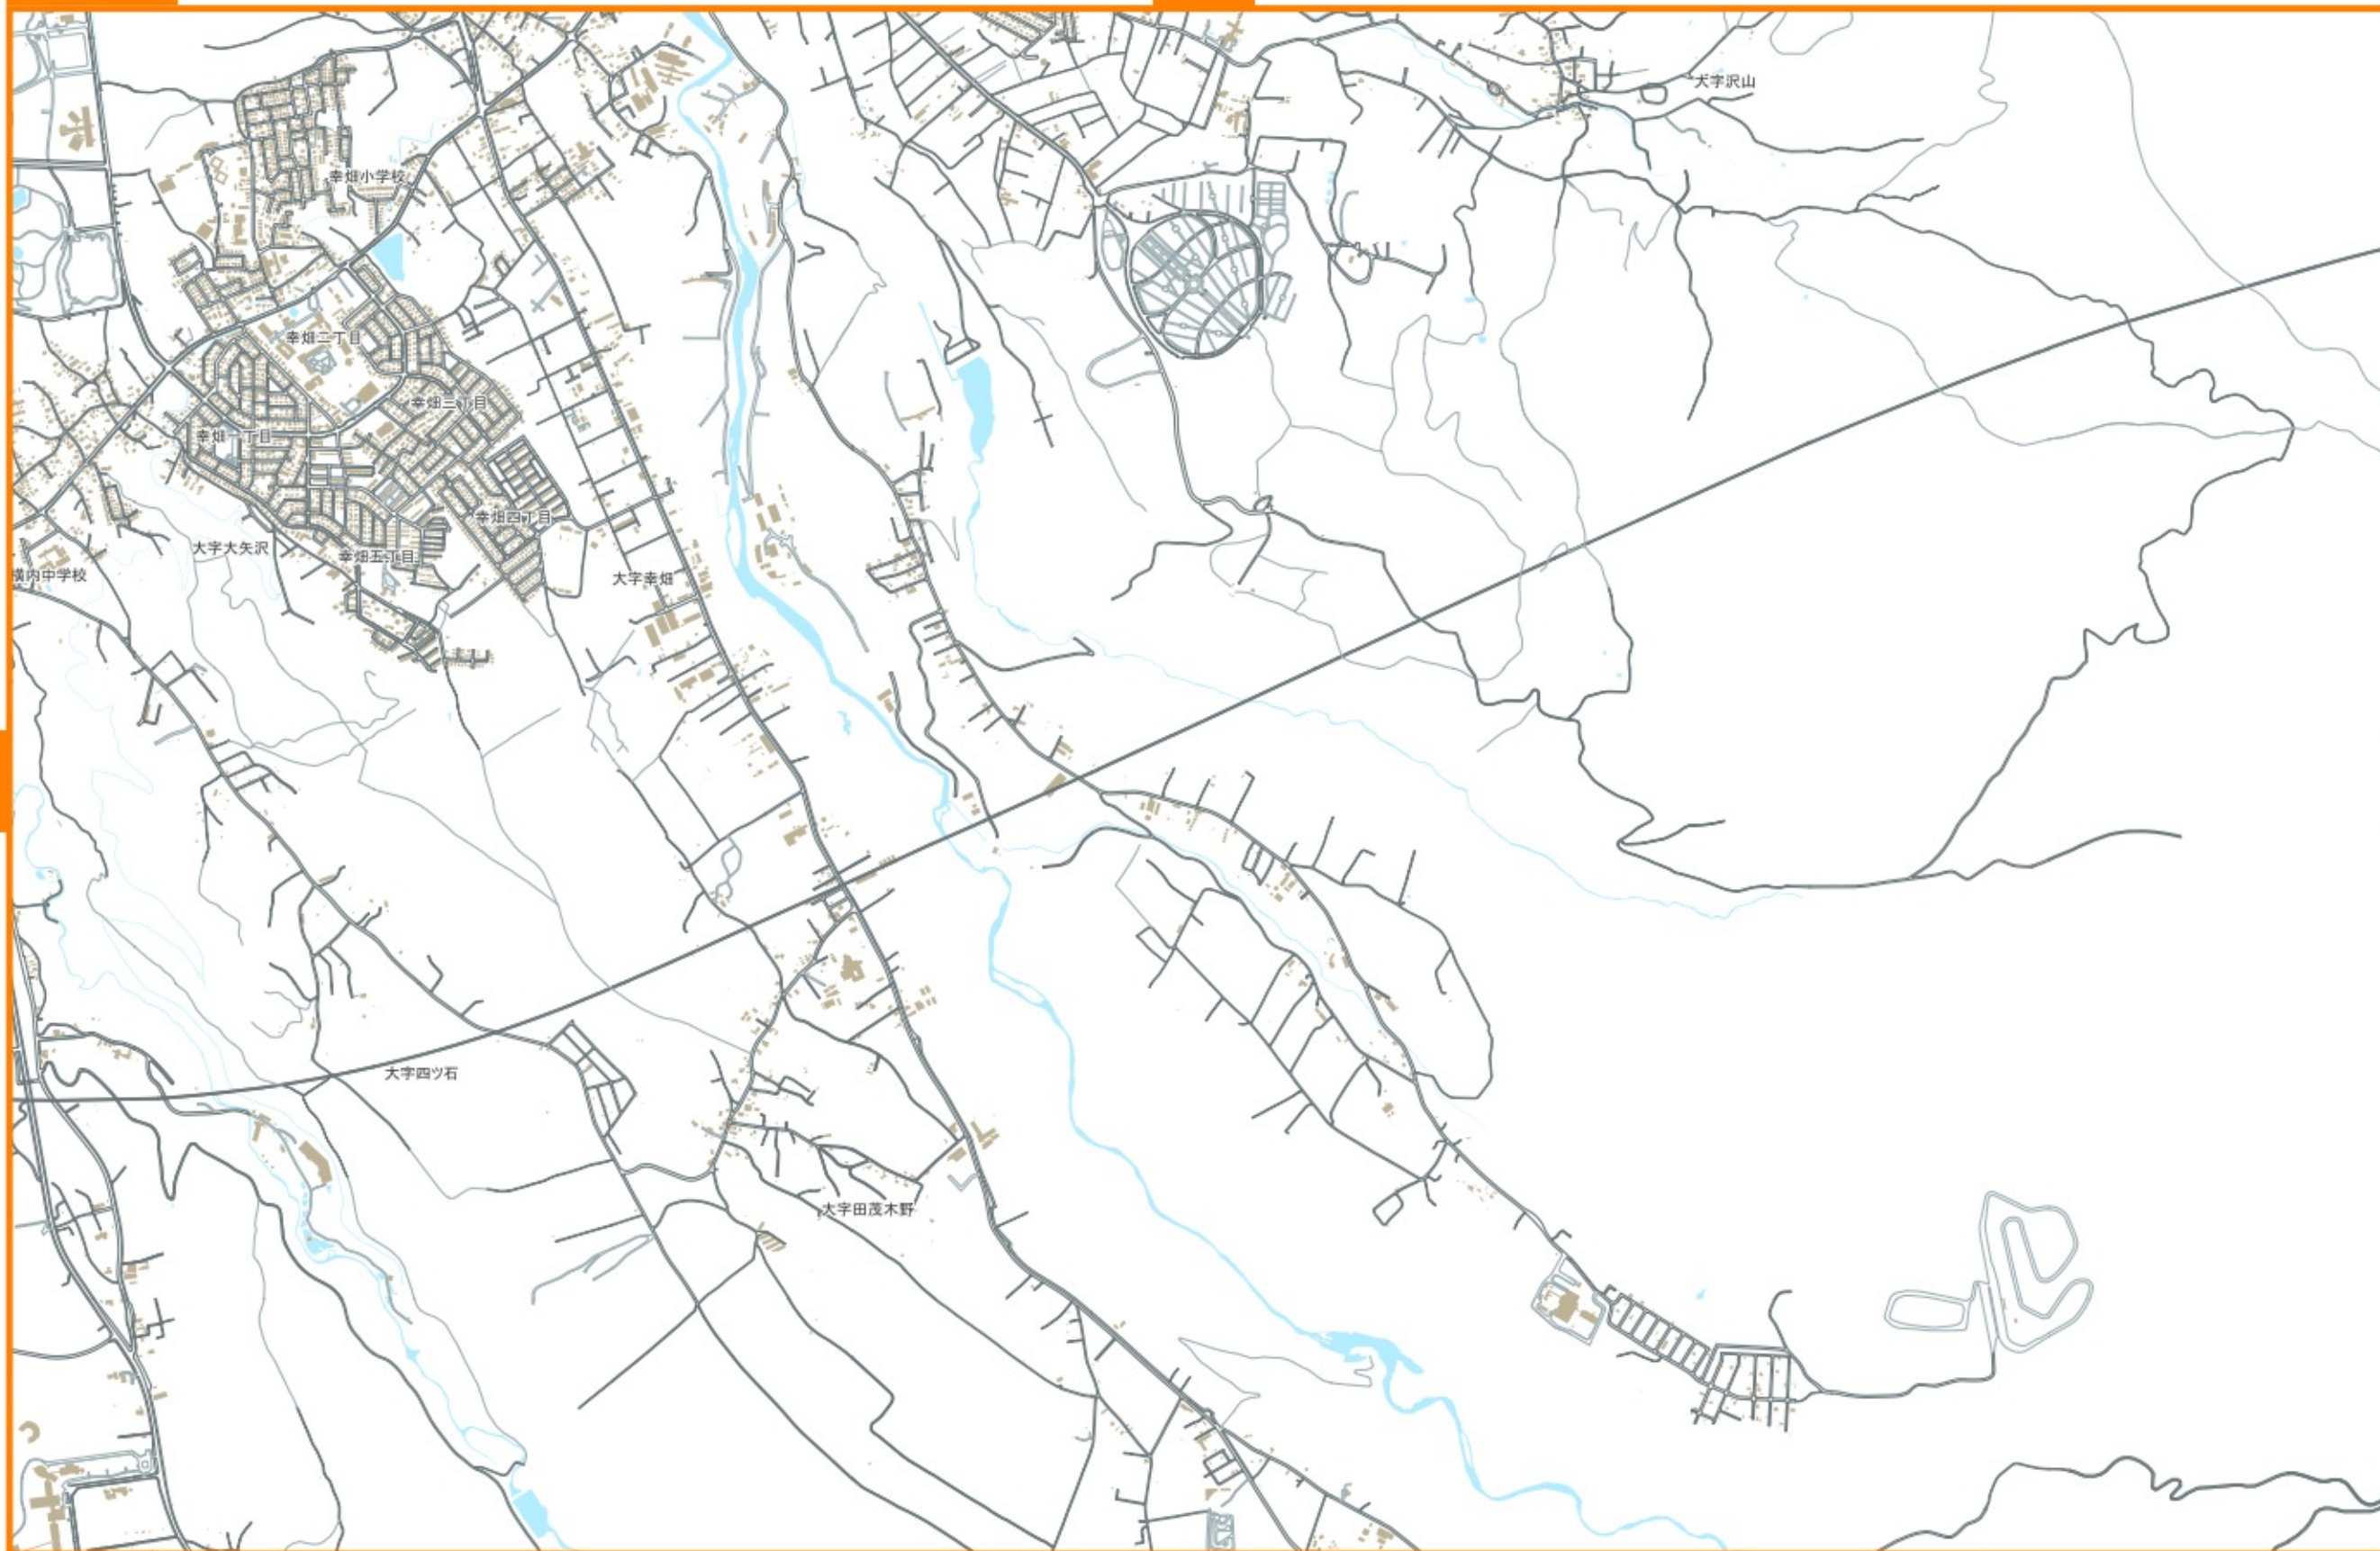 大字沢山
幸畑小学校
幸畑二丁目
幸畑三丁目
幸畑一丁目
幸畑四丁目
大字大矢沢
幸畑五丁目
横内中学校
大字幸畑
大字四ツ石
大字田茂木野